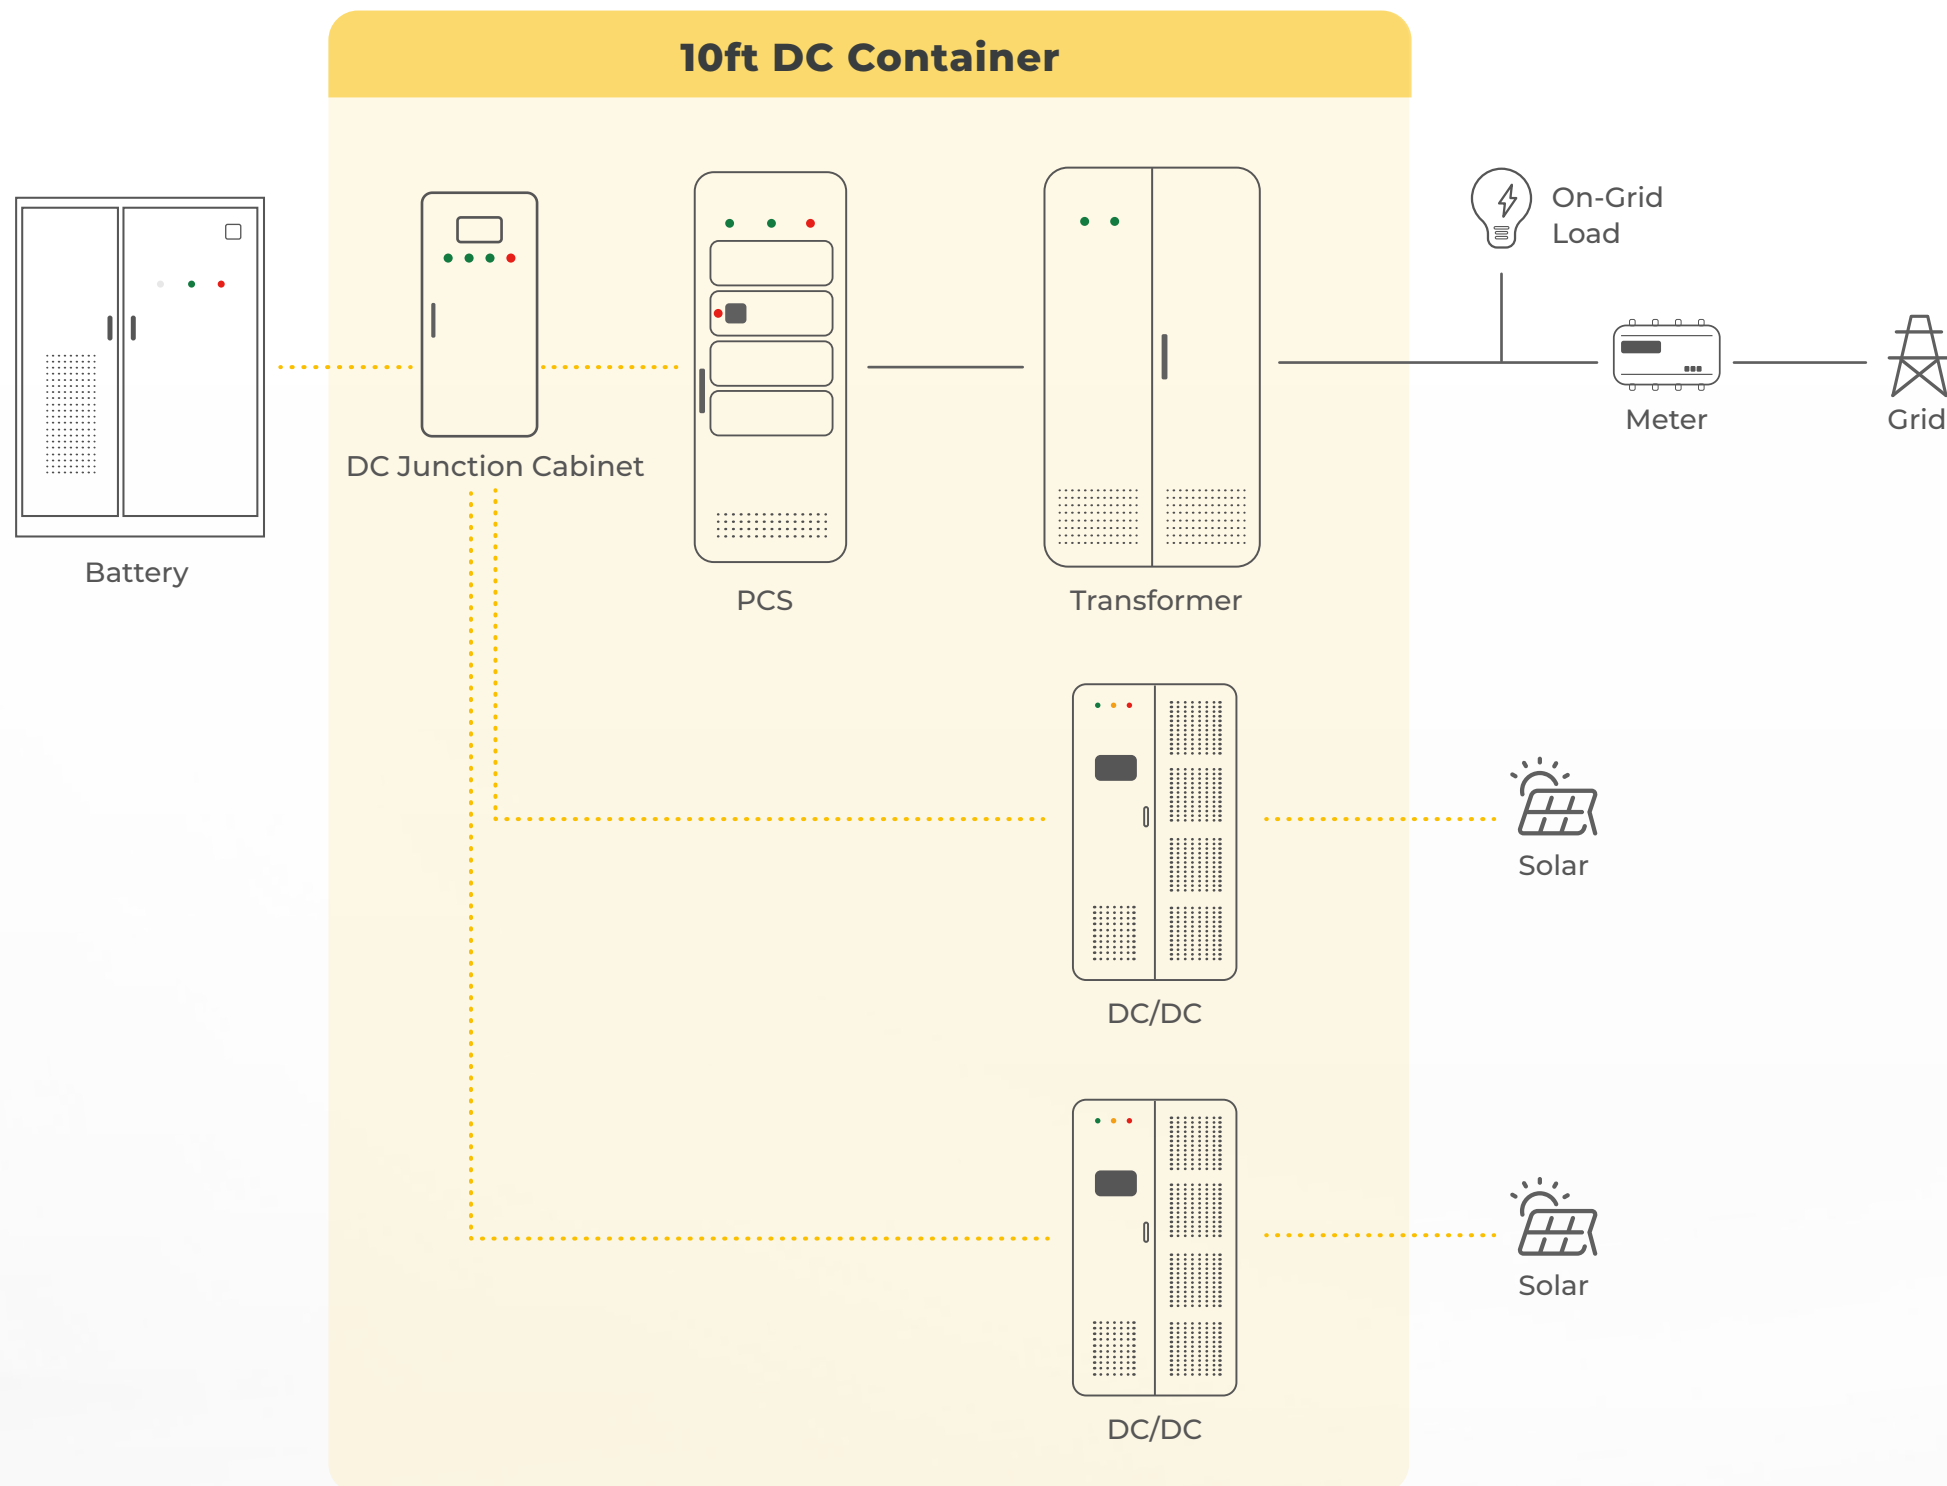 10ft DC Container
On-Grid
Load
Meter
Grid
DC Junction Cabinet
Battery
PCS
Transformer
Solar
DC/DC
Solar
DC/DC